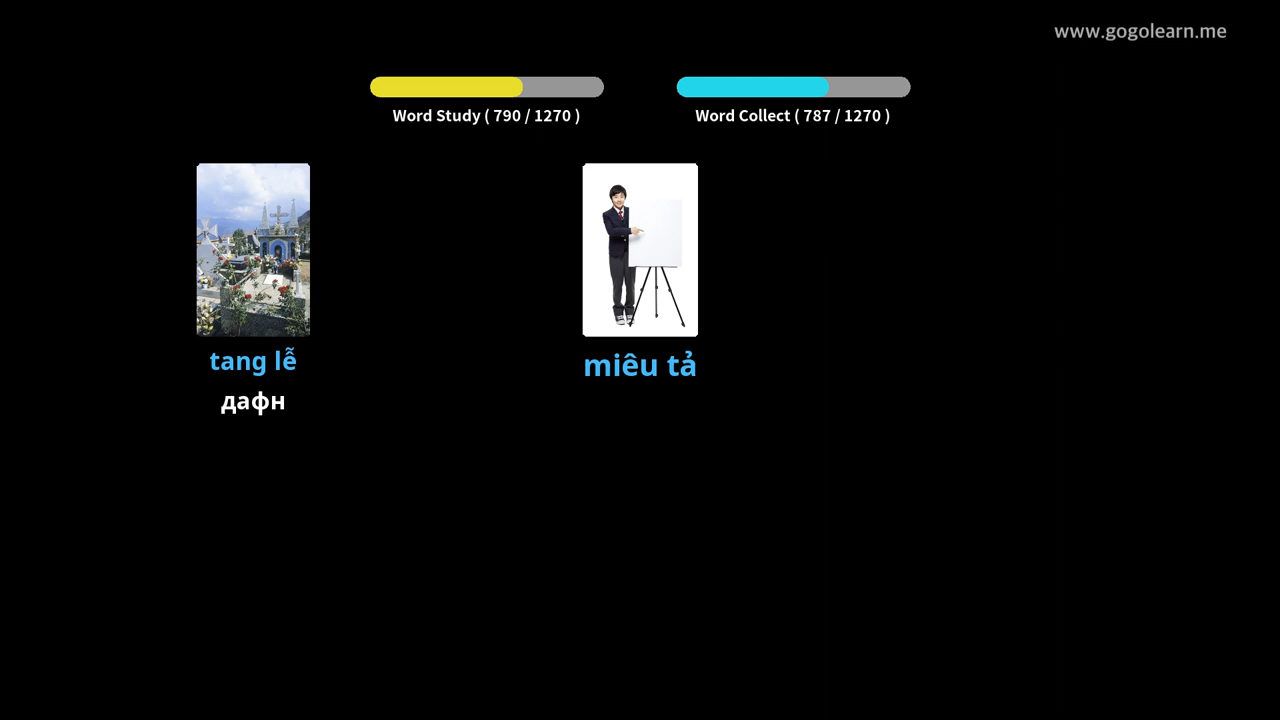 www.gogolearn.me
Word Study ( 790 / 1270 )
Word Collect ( 787 / 1270 )
tang lễ
дафн
miêu tả